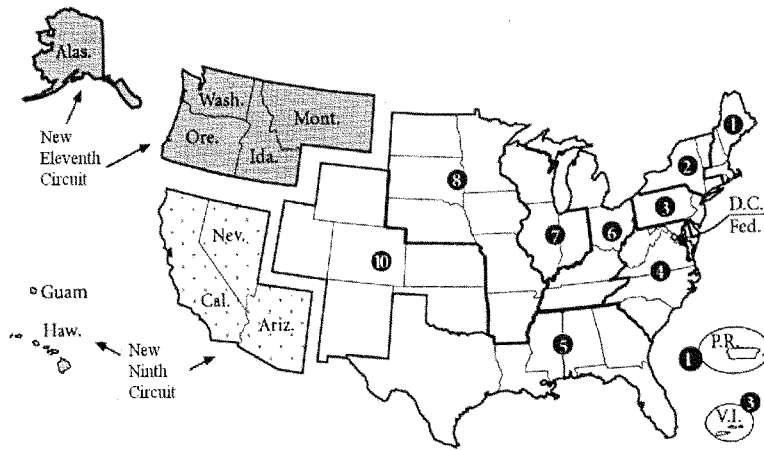 Alas.
New
Eleventh
Circuit
Wash.
Mont.
Ore.
Ida.
1
2
8
3
D.C.
Fed.
7
6
Nev.
10
4
Guam
Cal.
Haw.
Ariz.
New
Ninth
Circuit
5
P.R.
1
3
V.I.